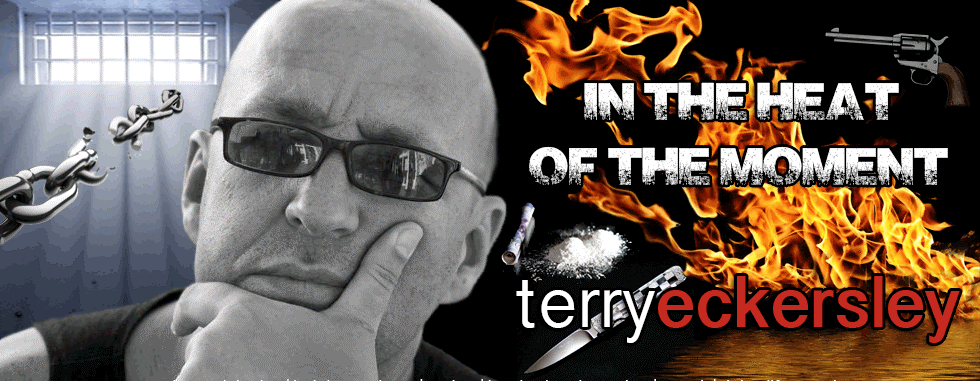 IN THE HEAT
OF THE MOMENT
terryeckersley